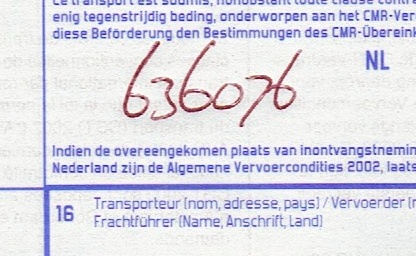 Ce transport est soumis, nonobstant toute clause contra
enig tegenstrijdig beding, onderworpen aan het CMR-Ver
diese Beförderung den Bestimmungen des CMR-Übereink
NL
636076
Indien de overeengekomen plaats van inontvangstnemin
Nederland zijn de Algemene Vervoercondities 2002, laats
16 Transporteur (nom, adresse, pays) / Vervoerder (n
Frachtführer (Name, Anschrift, Land)